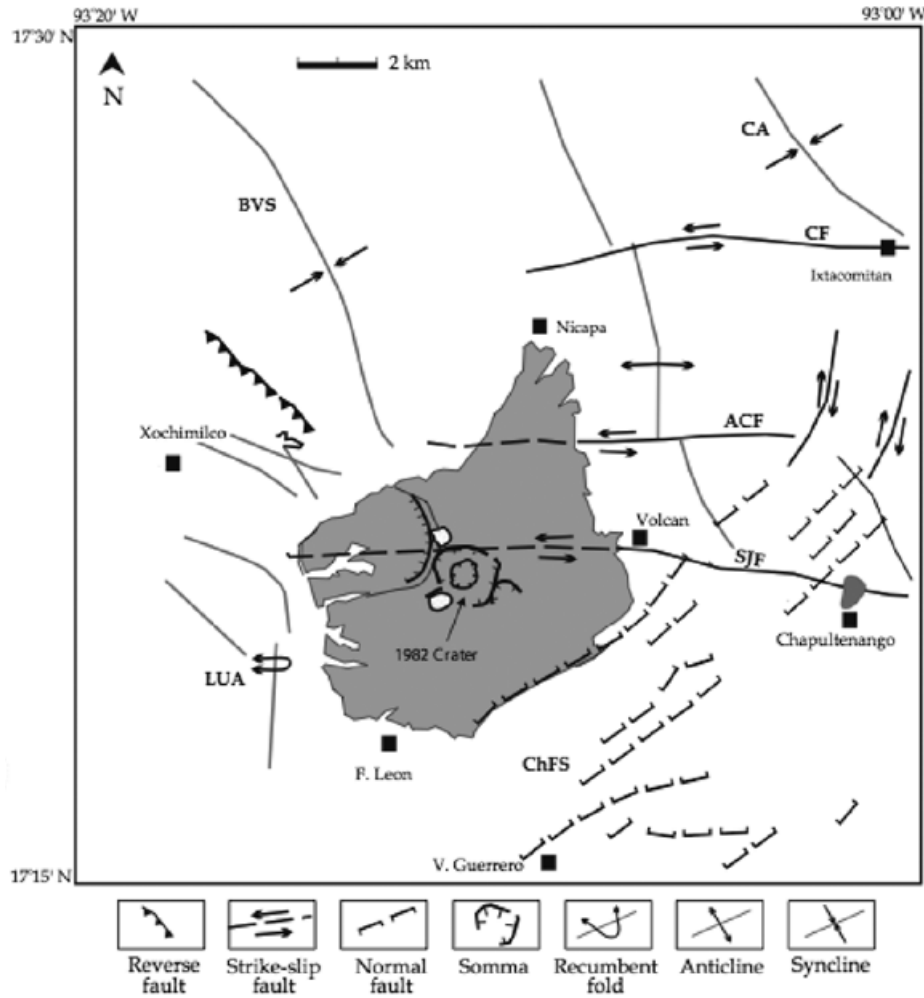 93°20' W
93°00' W
17°30' N
2 km
N
CA
BVS
CF
Ixtacomitan
Nicapa
ACF
Xochimilco
Volcan
SJF
Chapultenango
1982 Crater
LUA
ChFS
F. Leon
V. Guerrero
17°15' N
Reverse
fault
Strike-slip
fault
Normal
fault
Somma
Recumbent
fold
Anticline
Syncline